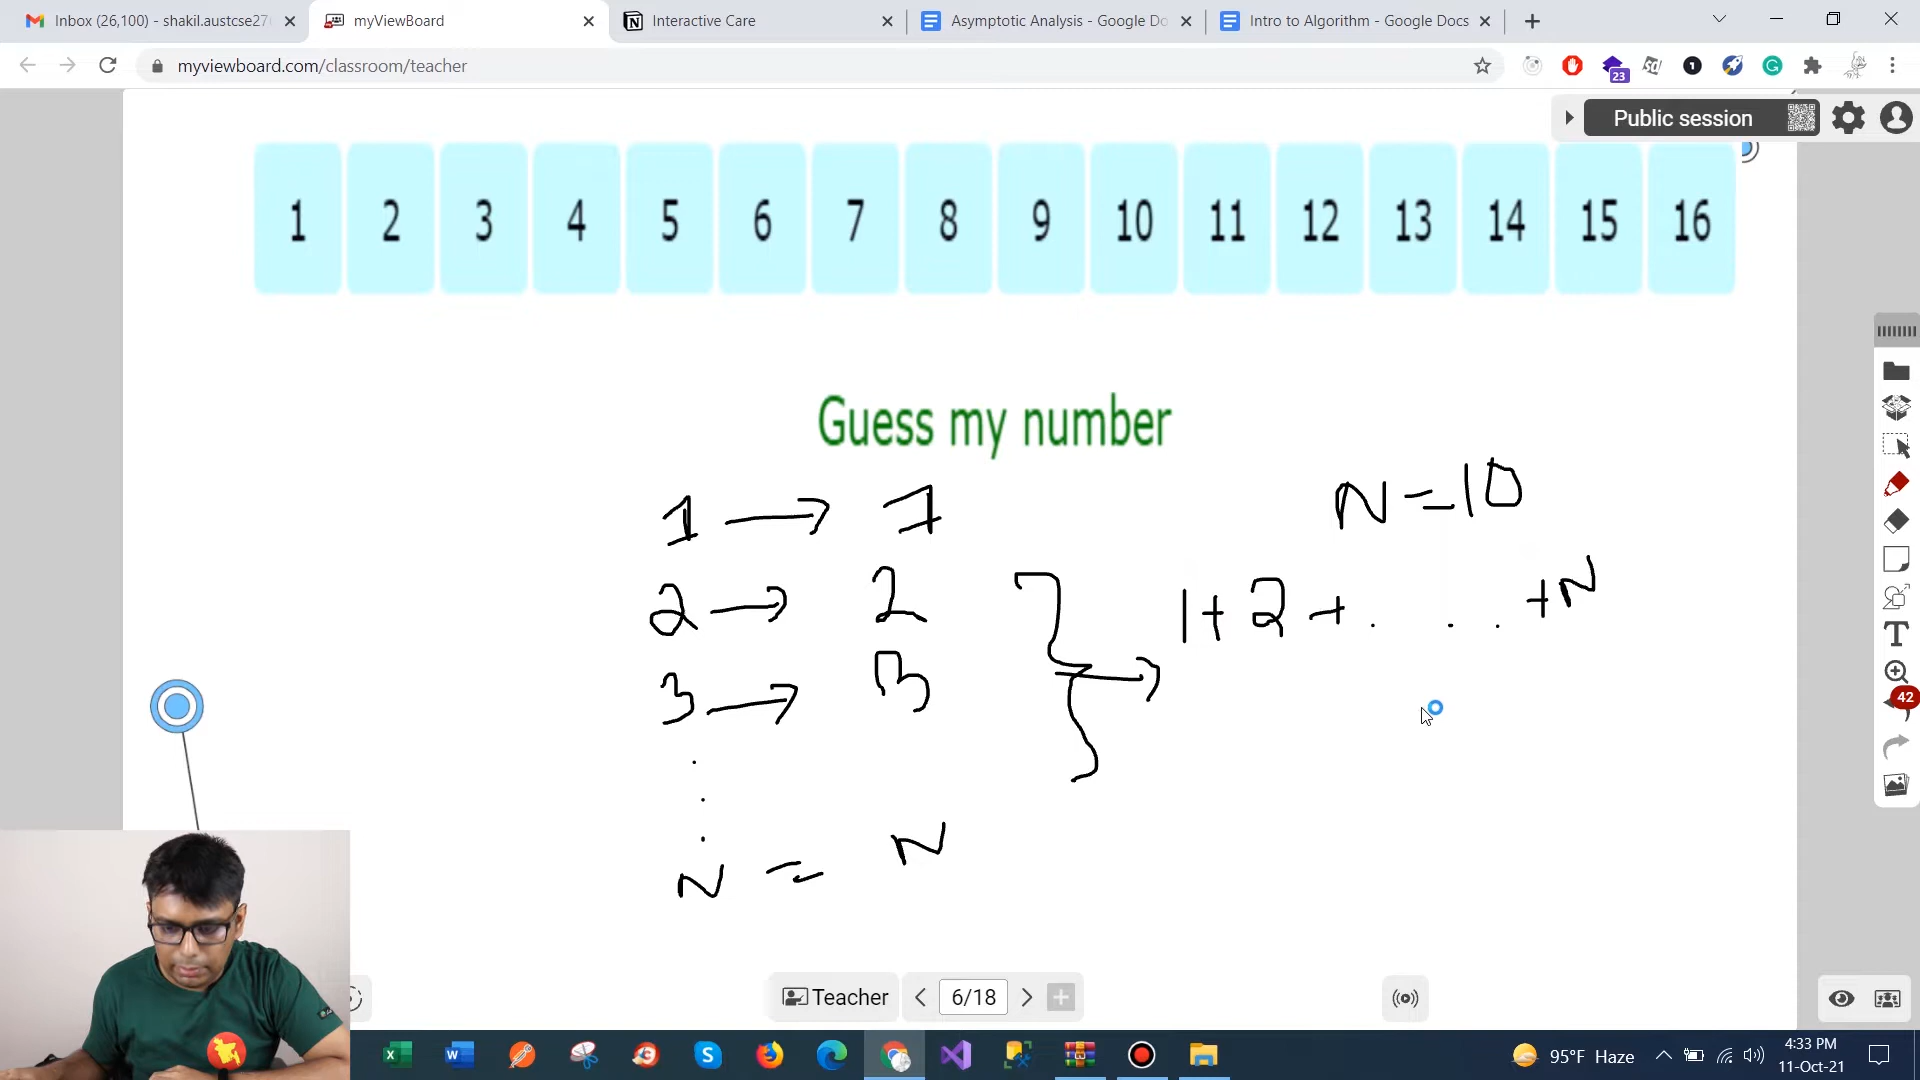 Inbox (26,100) - shakil.austcse27
myViewBoard
Interactive Care
Asymptotic Analysis - Google Do
Intro to Algorithm - Google Docs
myviewboard.com/classroom/teacher
23
Public session
1 2 3 4 5 6 7 8 9 10 11 12 13 14 15 16
Guess my number
1 → 1
N = 10
2 → 2
1 + 2 + . . . + N
3 → 3
.
.
.
N = N
42
Teacher
6/18
95°F Haze
4:33 PM
11-Oct-21